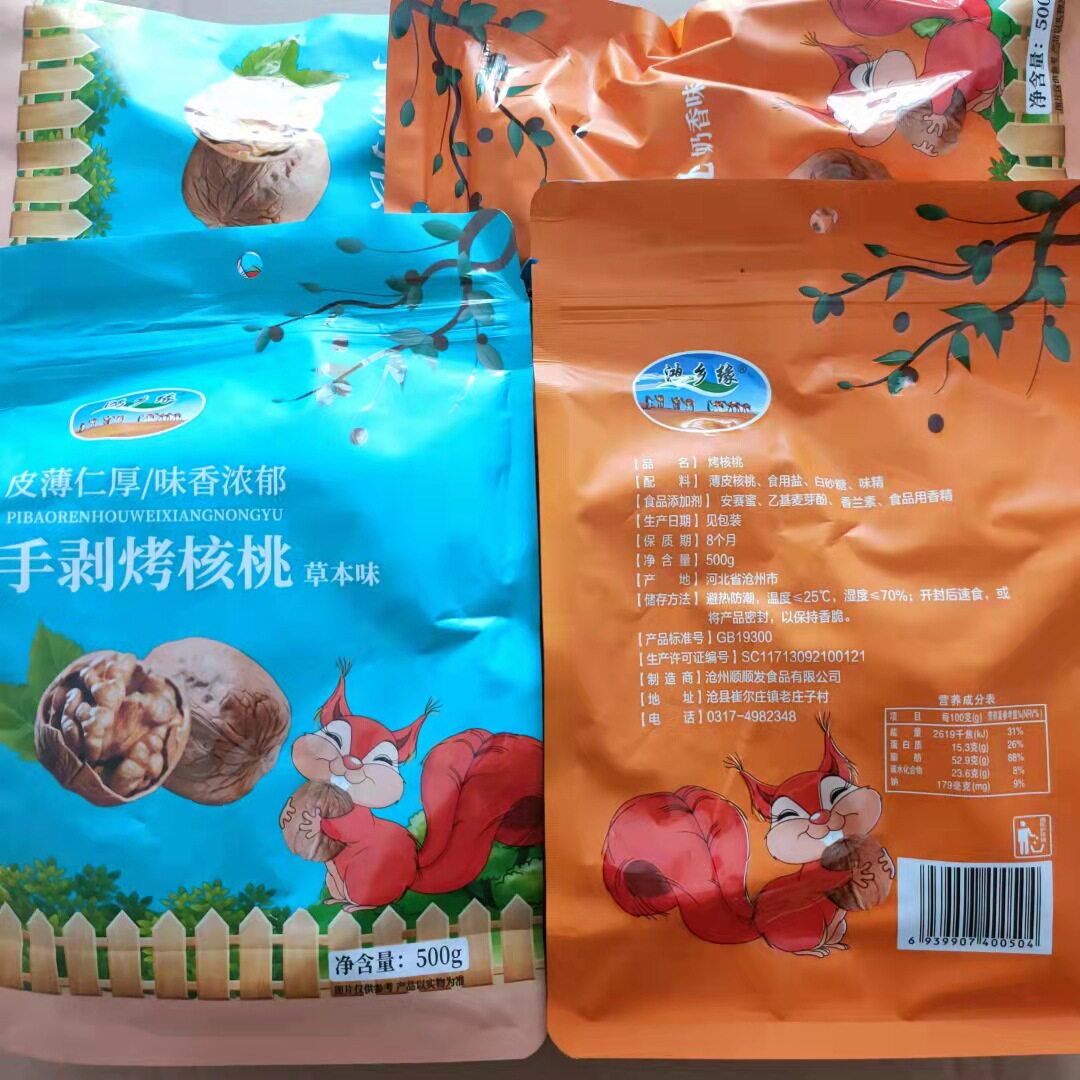 奶香味
净含量：500
鸿乡缘
皮薄仁厚/味香浓郁
PIBAORENHOUWEIXIANGNONGYU
手剥烤核桃 草本味
净含量：500g
图片仅供参考 产品以实物为准
鸿乡缘®
【品 名】烤核桃
【配 料】薄皮核桃、食用盐、白砂糖、味精
【食品添加剂】安赛蜜、乙基麦芽酚、香兰素、食品用香精
【生产日期】见包装
【保 质 期】8个月
【净 含 量】500g
【产 地】河北省沧州市
【储存方法】避热防潮，温度≤25℃，湿度≤70%；开封后速食，或
将产品密封，以保持香脆。
【产品标准号】GB19300
【生产许可证编号】SC11713092100121
【制 造 商】沧州顺顺发食品有限公司
【地 址】沧县崔尔庄镇老庄子村
【电 话】0317-4982348
营养成分表
项 目 每100克(g) 营养素参考值%(NRV%)
能 量 2619千焦(kJ) 31%
蛋白质 15.3克(g) 26%
脂 肪 52.9克(g) 88%
碳水化合物 23.6克(g) 8%
钠 179毫克(mg) 9%
6 939907 400504